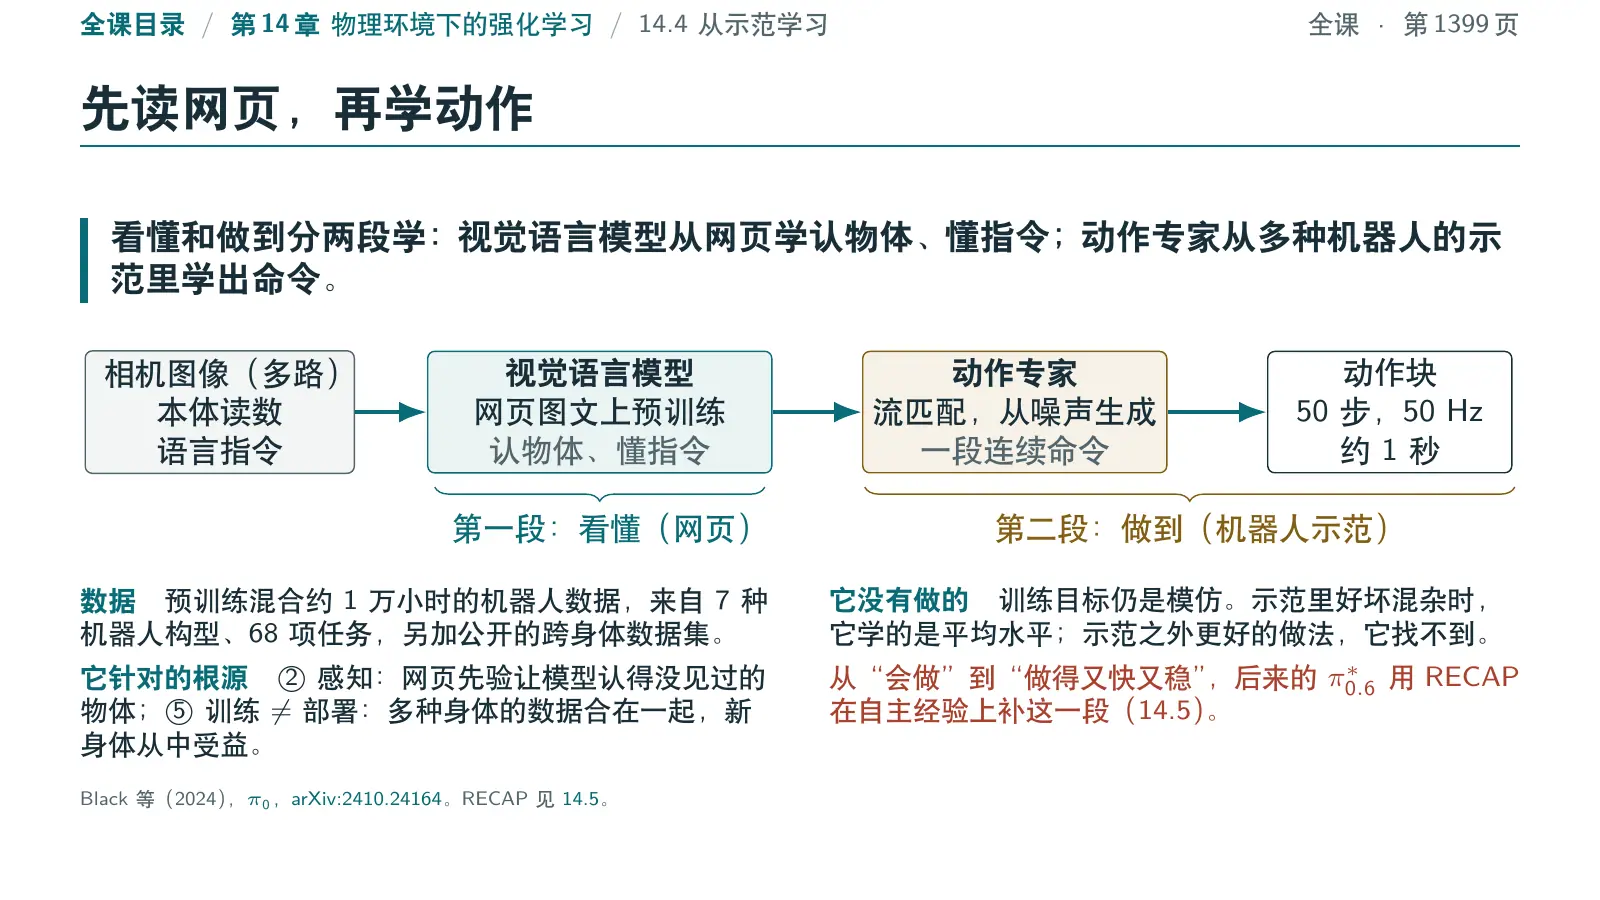 全课目录 / 第 14 章 物理环境下的强化学习 / 14.4 从示范学习
全课 · 第 1399 页
先读网页，再学动作
看懂和做到分两段学：视觉语言模型从网页学认物体、懂指令；动作专家从多种机器人的示
范里学出命令。
相机图像（多路）
本体读数
语言指令
视觉语言模型
网页图文上预训练
认物体、懂指令
动作专家
流匹配，从噪声生成
一段连续命令
动作块
50 步，50 Hz
约 1 秒
第一段：看懂（网页）
第二段：做到（机器人示范）
数据 预训练混合约 1 万小时的机器人数据，来自 7 种
机器人构型、68 项任务，另加公开的跨身体数据集。
它针对的根源 ② 感知：网页先验让模型认得没见过的
物体；⑤ 训练 ≠ 部署：多种身体的数据合在一起，新
身体从中受益。
它没有做的 训练目标仍是模仿。示范里好坏混杂时，
它学的是平均水平；示范之外更好的做法，它找不到。
从“会做”到“做得又快又稳”，后来的 π*0.6 用 RECAP
在自主经验上补这一段（14.5）。
Black 等（2024），π0，arXiv:2410.24164。RECAP 见 14.5。